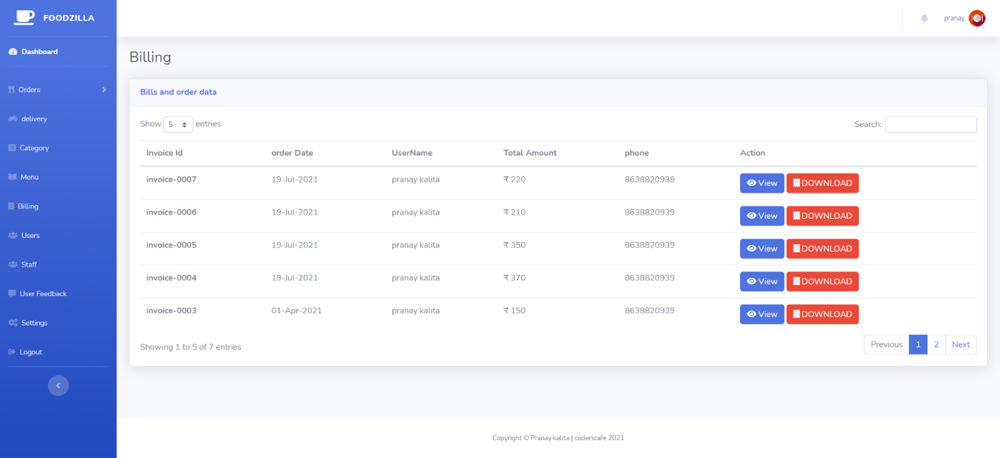 FOODZILLA
pranay
Dashboard
Orders
delivery
Category
Menu
Billing
Users
Staff
User Feedback
Settings
Logout
Billing
Bills and order data
Show 5 entries
Search:
Invoice Id order Date UserName Total Amount phone Action
invoice-0007 19-Jul-2021 pranay kalita ₹ 220 8638820939 View DOWNLOAD
invoice-0006 19-Jul-2021 pranay kalita ₹ 210 8638820939 View DOWNLOAD
invoice-0005 19-Jul-2021 pranay kalita ₹ 350 8638820939 View DOWNLOAD
invoice-0004 19-Jul-2021 pranay kalita ₹ 370 8638820939 View DOWNLOAD
invoice-0003 01-Apr-2021 pranay kalita ₹ 150 8638820939 View DOWNLOAD
Showing 1 to 5 of 7 entries
Previous 1 2 Next
Copyright © Pranay kalita | coderscafe 2021